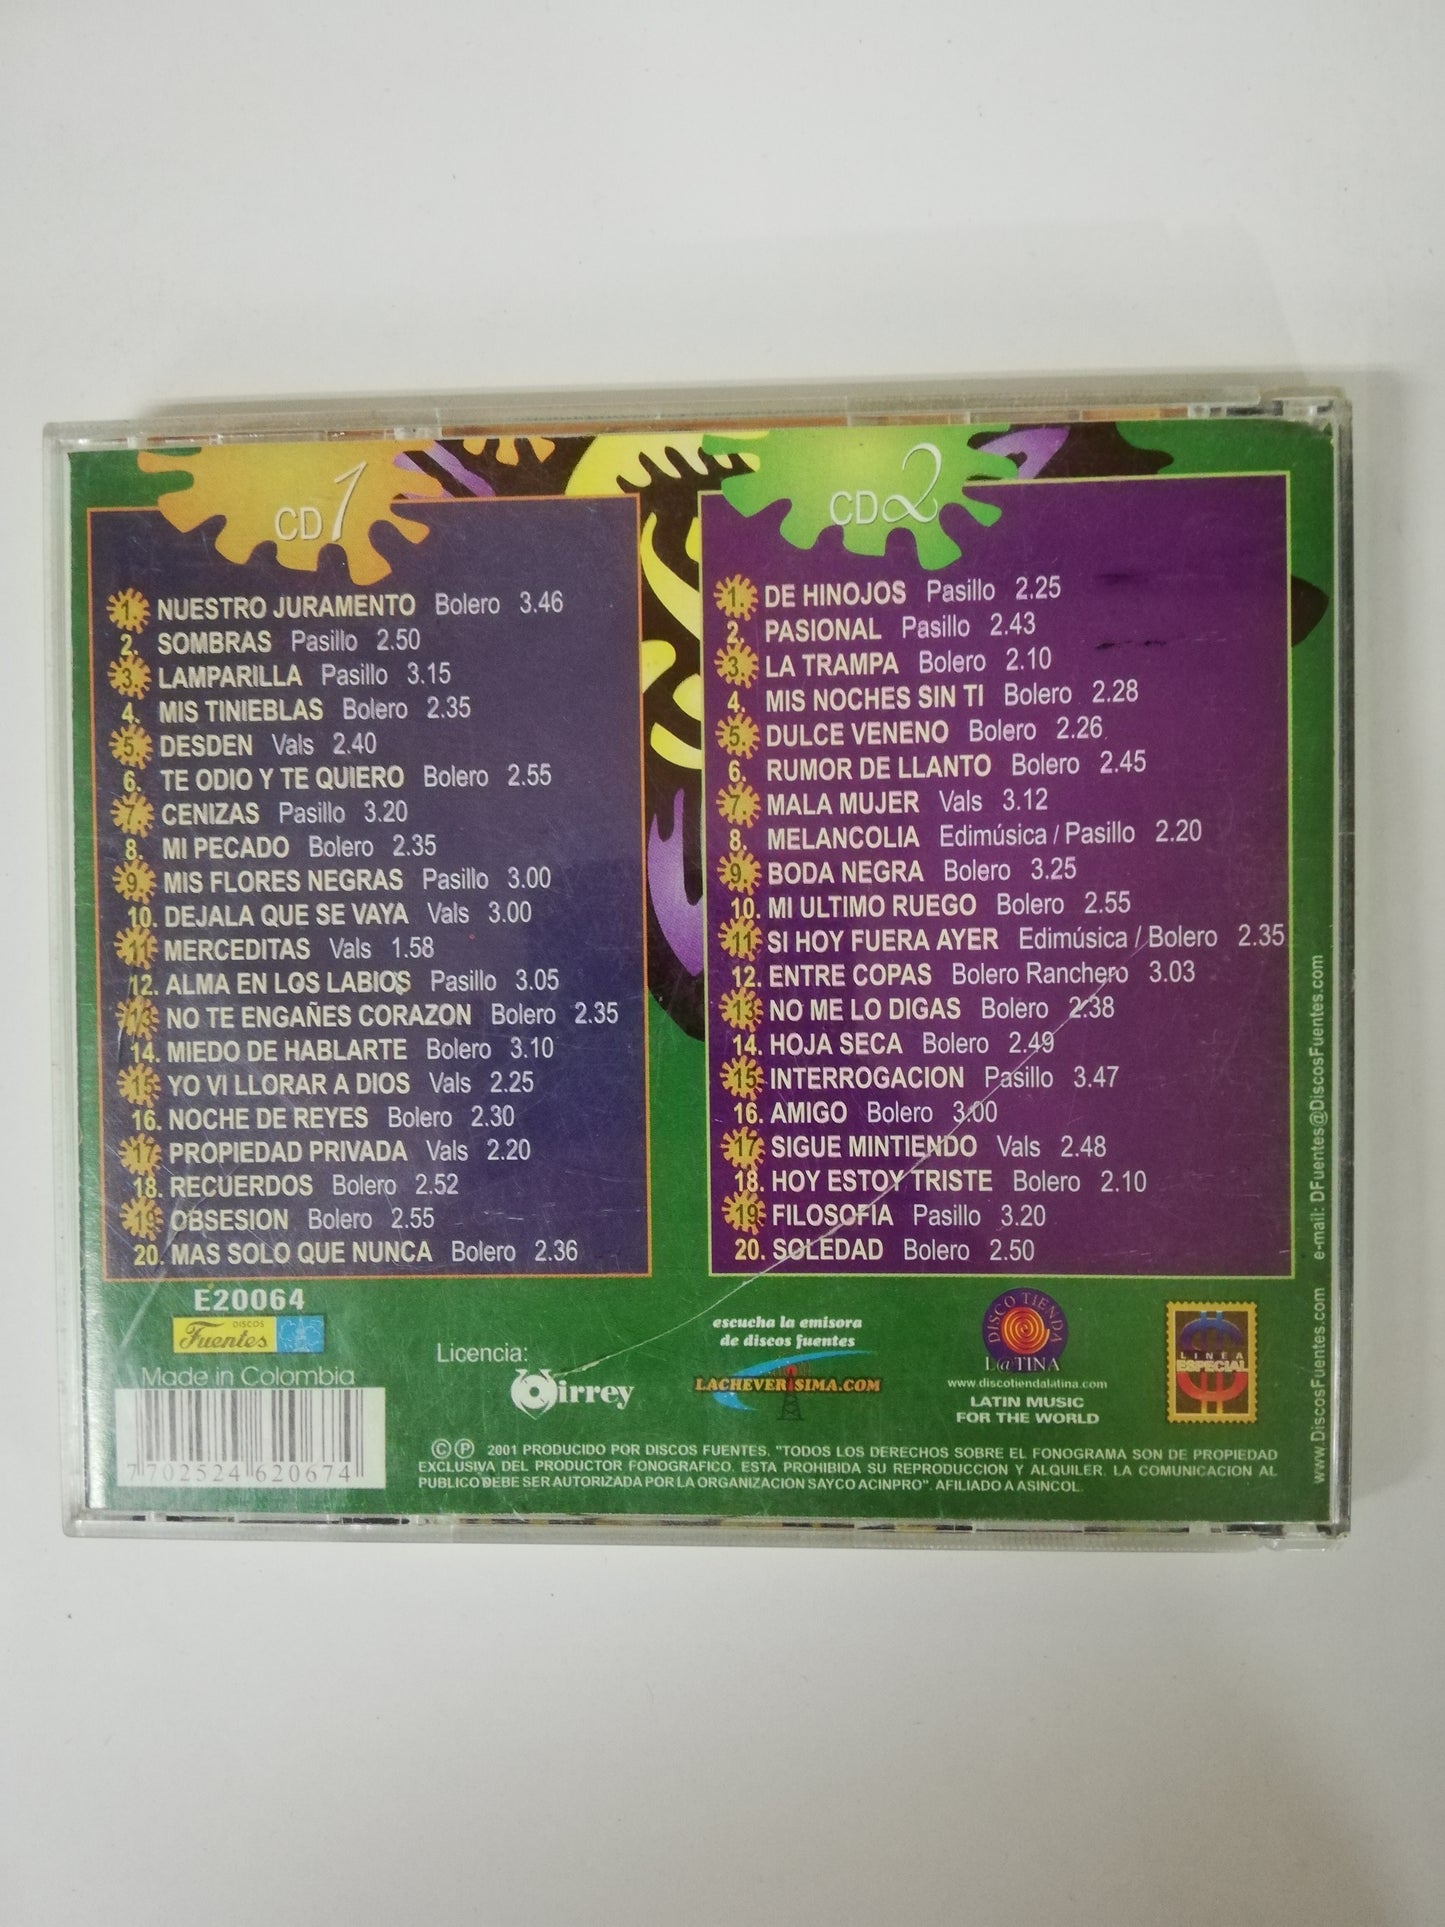 CD 1
1. NUESTRO JURAMENTO Bolero 3.46
2. SOMBRAS Pasillo 2.50
3. LAMPARILLA Pasillo 3.15
4. MIS TINIEBLAS Bolero 2.35
5. DESDEN Vals 2.40
6. TE ODIO Y TE QUIERO Bolero 2.55
7. CENIZAS Pasillo 3.20
8. MI PECADO Bolero 2.35
9. MIS FLORES NEGRAS Pasillo 3.00
10. DEJALA QUE SE VAYA Vals 3.00
11. MERCEDITAS Vals 1.58
12. ALMA EN LOS LABIOS Pasillo 3.05
13. NO TE ENGAÑES CORAZON Bolero 2.35
14. MIEDO DE HABLARTE Bolero 3.10
15. YO VI LLORAR A DIOS Vals 2.25
16. NOCHE DE REYES Bolero 2.30
17. PROPIEDAD PRIVADA Vals 2.20
18. RECUERDOS Bolero 2.52
19. OBSESION Bolero 2.55
20. MAS SOLO QUE NUNCA Bolero 2.36
CD 2
1. DE HINOJOS Pasillo 2.25
2. PASIONAL Pasillo 2.43
3. LA TRAMPA Bolero 2.10
4. MIS NOCHES SIN TI Bolero 2.28
5. DULCE VENENO Bolero 2.26
6. RUMOR DE LLANTO Bolero 2.45
7. MALA MUJER Vals 3.12
8. MELANCOLIA Edimúsica / Pasillo 2.20
9. BODA NEGRA Bolero 3.25
10. MI ULTIMO RUEGO Bolero 2.55
11. SI HOY FUERA AYER Edimúsica / Bolero 2.35
12. ENTRE COPAS Bolero Ranchero 3.03
13. NO ME LO DIGAS Bolero 2.38
14. HOJA SECA Bolero 2.49
15. INTERROGACION Pasillo 3.47
16. AMIGO Bolero 3.00
17. SIGUE MINTIENDO Vals 2.48
18. HOY ESTOY TRISTE Bolero 2.10
19. FILOSOFIA Pasillo 3.20
20. SOLEDAD Bolero 2.50
E20064
DISCOS
Fuentes
Made in Colombia
7 702524 620674
Licencia:
Virrey
escucha la emisora
de discos fuentes
LACHEVERISIMA.COM
DISCO TIENDA
L@TINA
www.discotiendalatina.com
LATIN MUSIC
FOR THE WORLD
LINEA
ESPECIAL
© ℗ 2001 PRODUCIDO POR DISCOS FUENTES. "TODOS LOS DERECHOS SOBRE EL FONOGRAMA SON DE PROPIEDAD
EXCLUSIVA DEL PRODUCTOR FONOGRAFICO. ESTA PROHIBIDA SU REPRODUCCION Y ALQUILER. LA COMUNICACION AL
PUBLICO DEBE SER AUTORIZADA POR LA ORGANIZACION SAYCO ACINPRO". AFILIADO A ASINCOL.
www.DiscosFuentes.com e-mail: DFuentes@DiscosFuentes.com